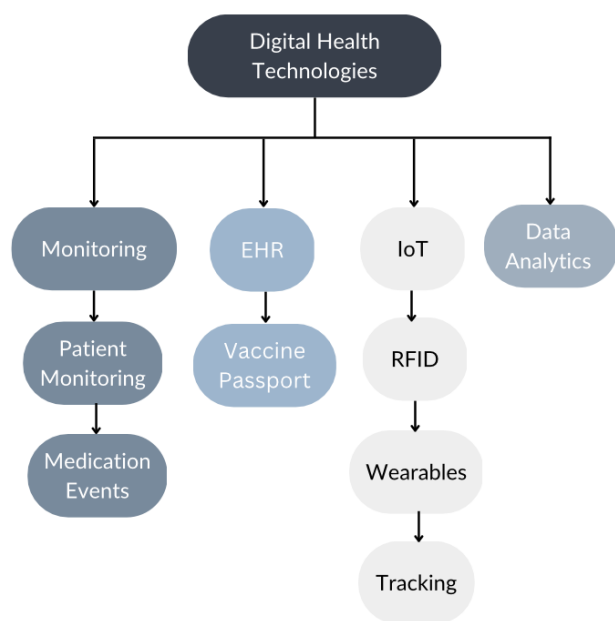 Digital Health
Technologies
Monitoring
EHR
IoT
Data
Analytics
Patient
Monitoring
Vaccine
Passport
RFID
Medication
Events
Wearables
Tracking